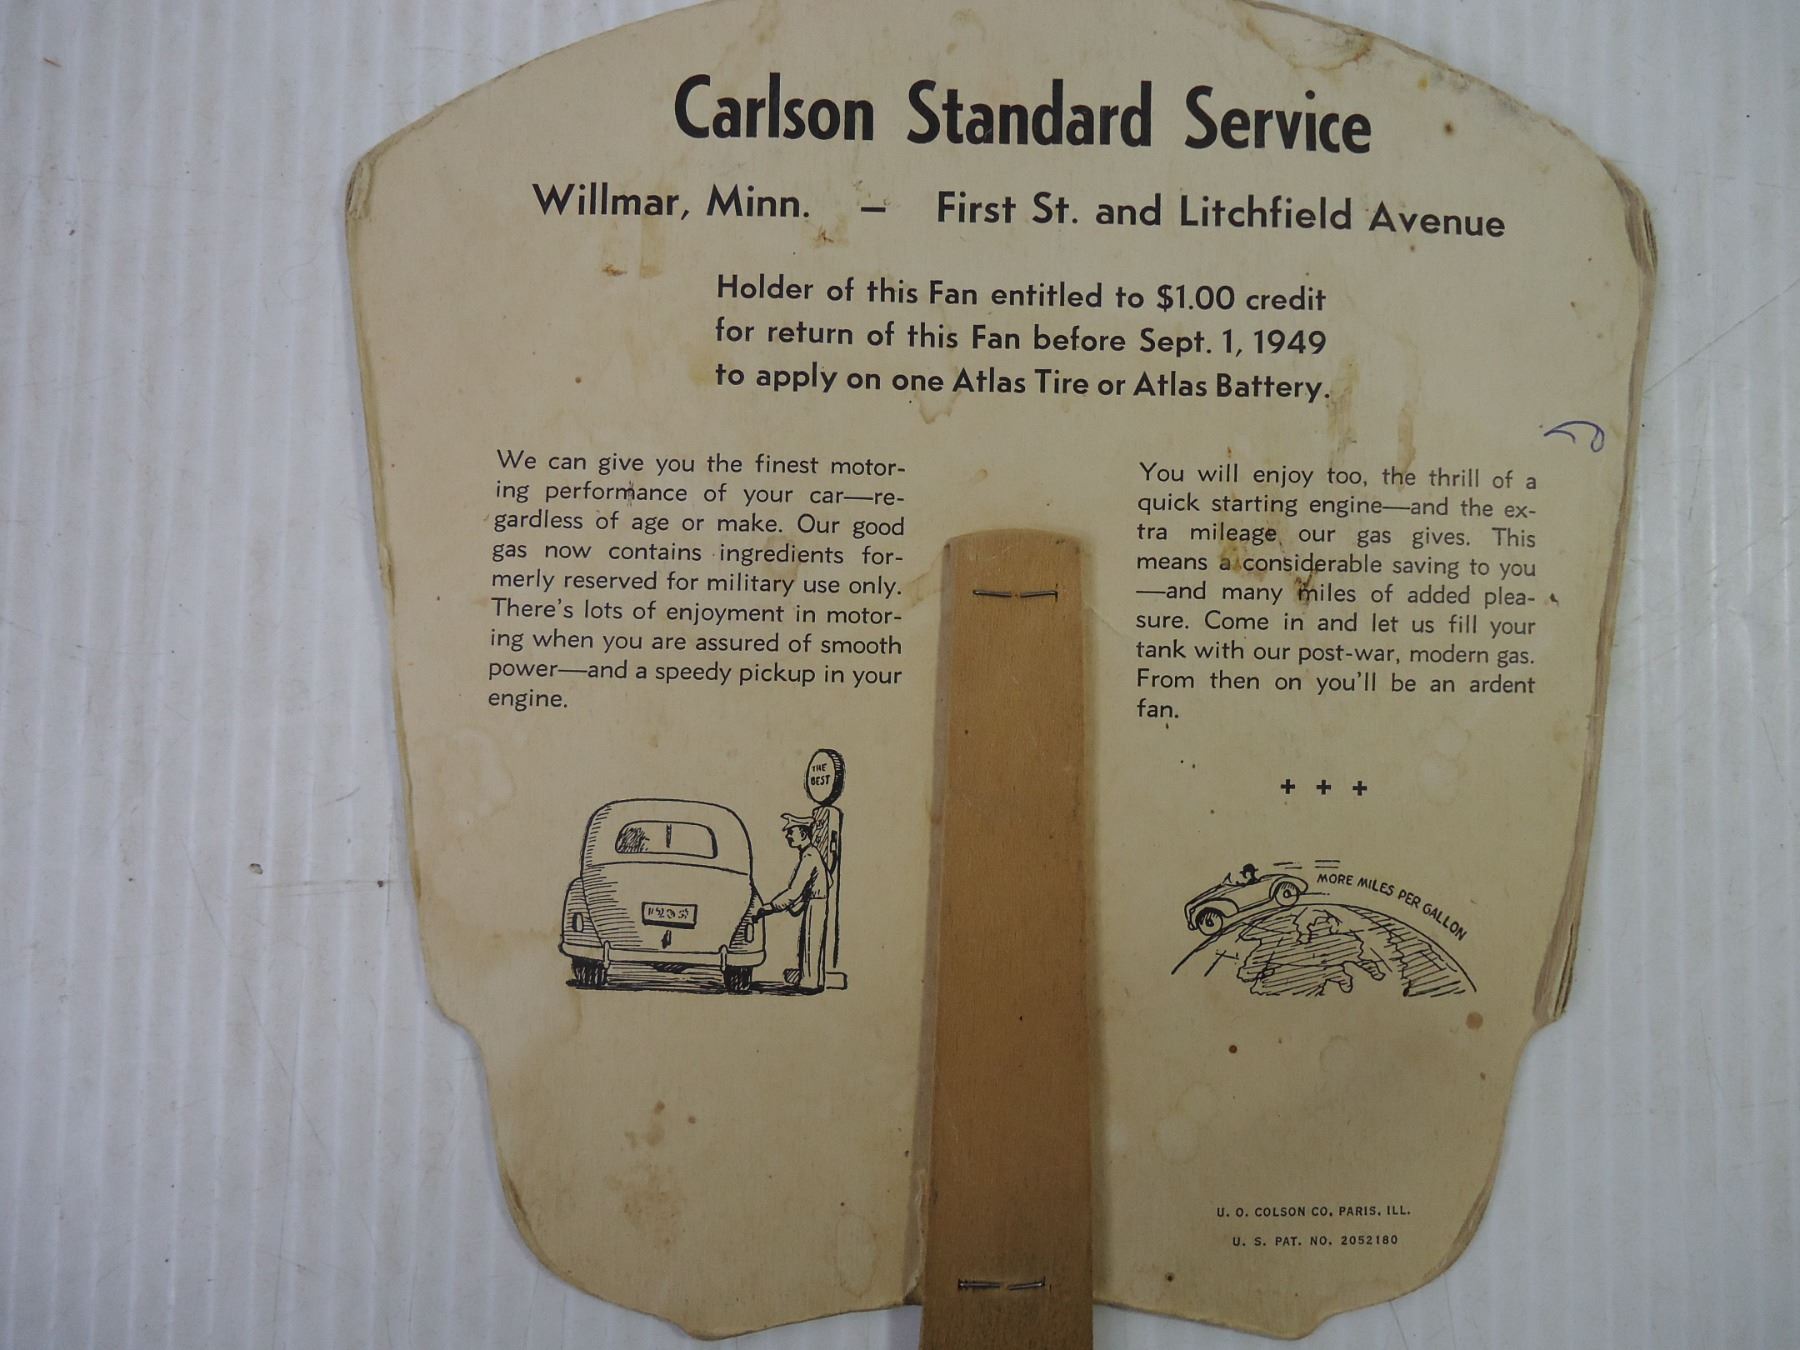 Carlson Standard Service
Willmar, Minn. — First St. and Litchfield Avenue
Holder of this Fan entitled to $1.00 credit
for return of this Fan before Sept. 1, 1949
to apply on one Atlas Tire or Atlas Battery.
We can give you the finest motor-
ing performance of your car—re-
gardless of age or make. Our good
gas now contains ingredients for-
merly reserved for military use only.
There's lots of enjoyment in motor-
ing when you are assured of smooth
power—and a speedy pickup in your
engine.
THE
BEST
You will enjoy too, the thrill of a
quick starting engine—and the ex-
tra mileage our gas gives. This
means a considerable saving to you
—and many miles of added plea-
sure. Come in and let us fill your
tank with our post-war, modern gas.
From then on you'll be an ardent
fan.
+ + +
MORE MILES PER GALLON
U. O. COLSON CO, PARIS, ILL.
U. S. PAT. NO. 2052180